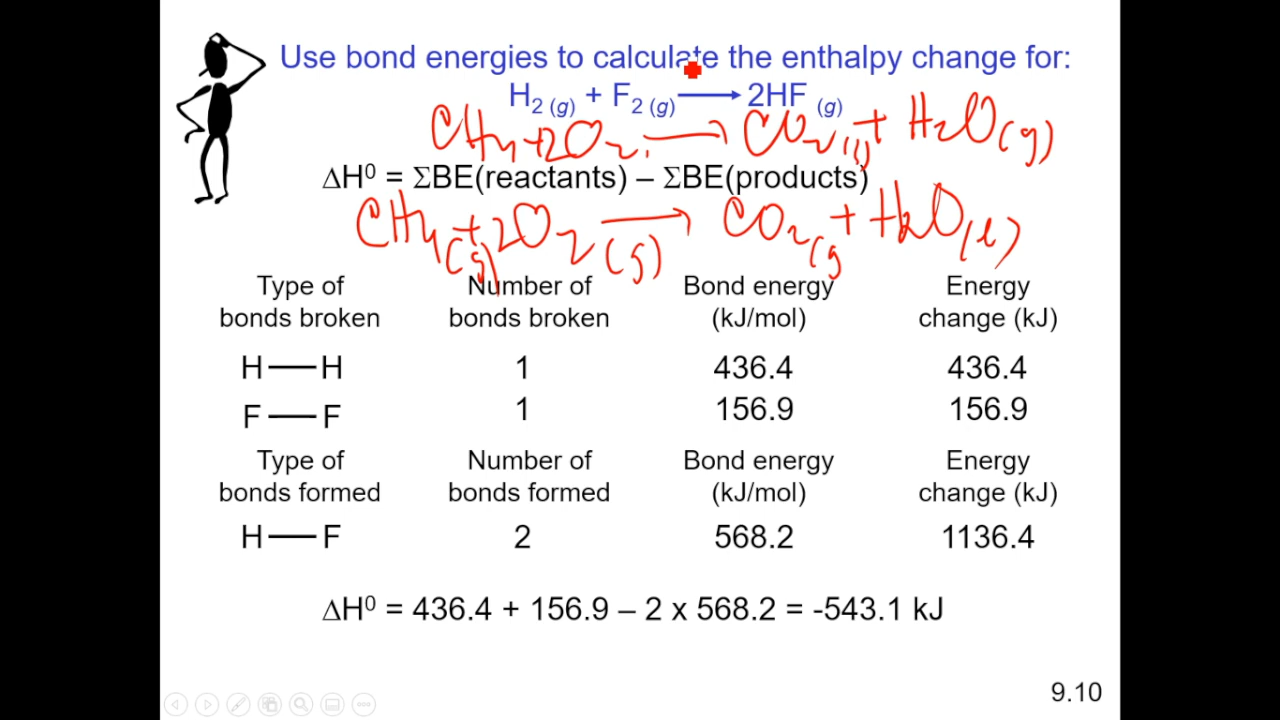 Use bond energies to calculate the enthalpy change for:
H2 (g) + F2 (g) ⟶ 2HF (g)
CH4 + 2O2 ⟶ CO2 + H2O(g)
ΔH0 = ΣBE(reactants) – ΣBE(products)
CH4(g) + 2O2(g) ⟶ CO2(g + H2O(l)
Type of Number of Bond energy Energy
bonds broken bonds broken (kJ/mol) change (kJ)
H — H 1 436.4 436.4
F — F 1 156.9 156.9
Type of Number of Bond energy Energy
bonds formed bonds formed (kJ/mol) change (kJ)
H — F 2 568.2 1136.4
ΔH0 = 436.4 + 156.9 – 2 x 568.2 = -543.1 kJ
9.10